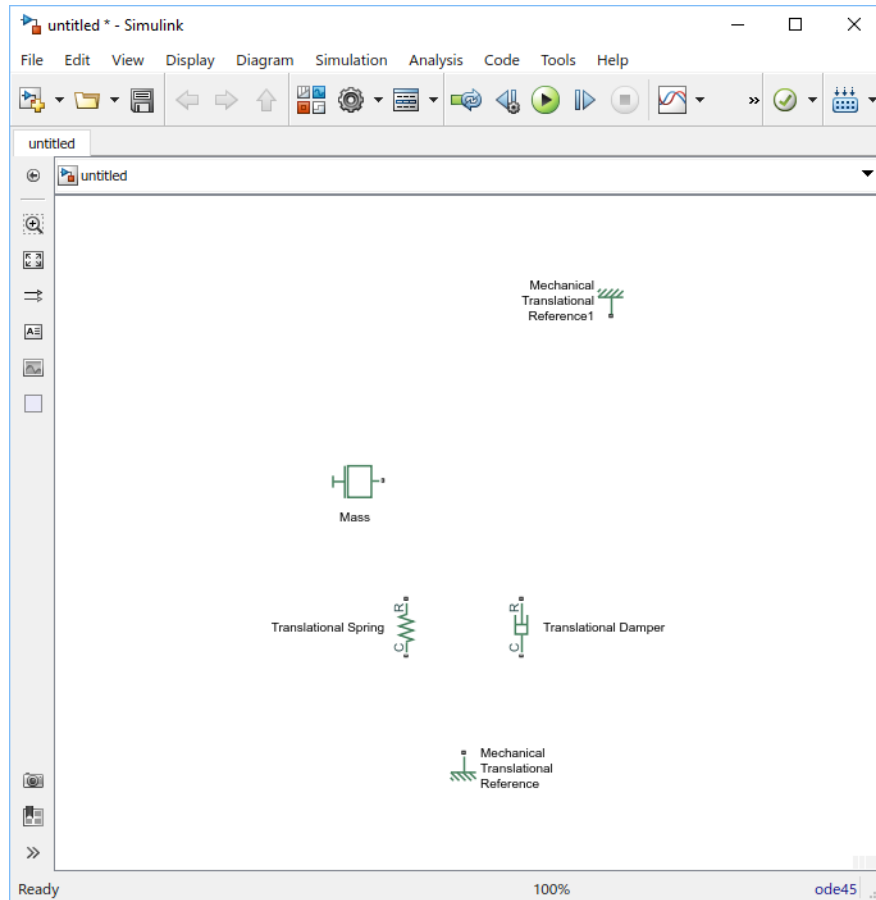 untitled * - Simulink
File Edit View Display Diagram Simulation Analysis Code Tools Help
untitled
untitled
Mechanical
Translational
Reference1
Mass
R
Translational Spring
C
R
Translational Damper
C
Mechanical
Translational
Reference
Ready 100% ode45